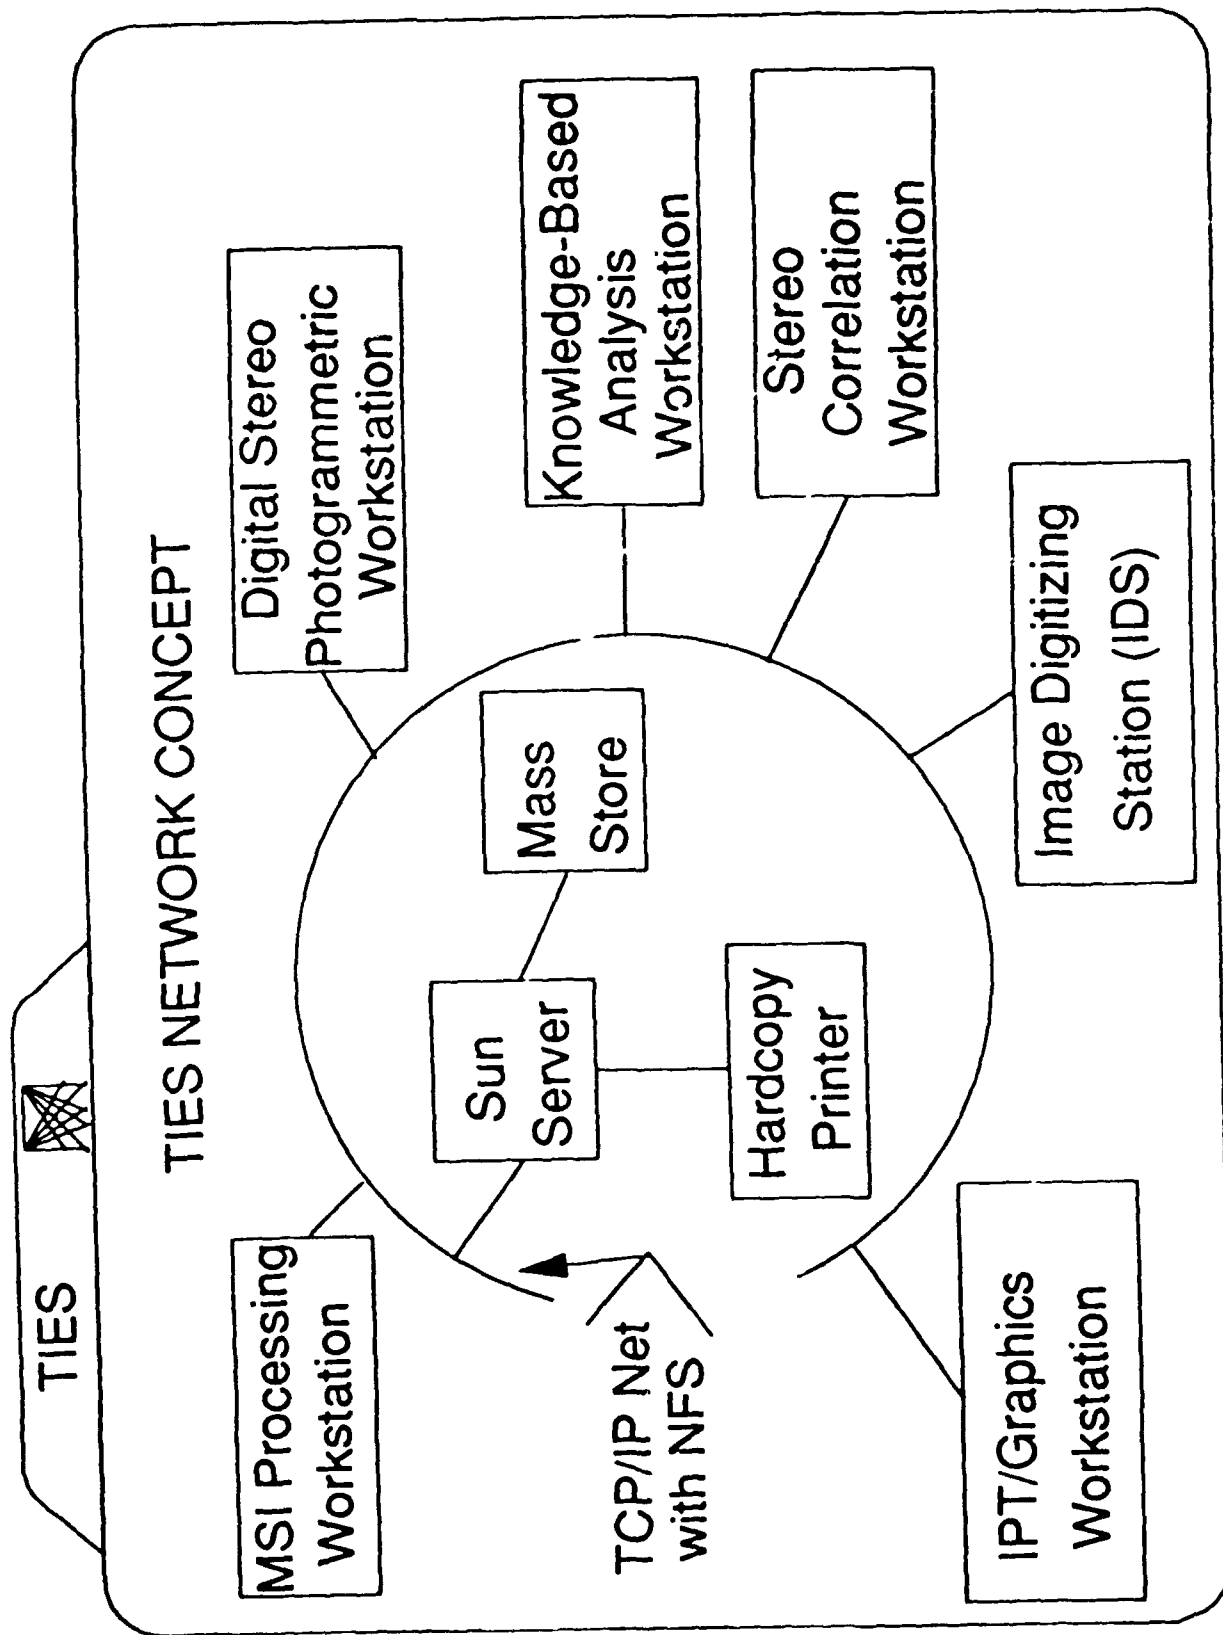 TIES
TIES NETWORK CONCEPT
MSI Processing
Workstation
Digital Stereo
Photogrammetric
Workstation
Sun
Server
Mass
Store
Knowledge-Based
Analysis
Workstation
TCP/IP Net
with NFS
Hardcopy
Printer
Stereo
Correlation
Workstation
IPT/Graphics
Workstation
Image Digitizing
Station (IDS)